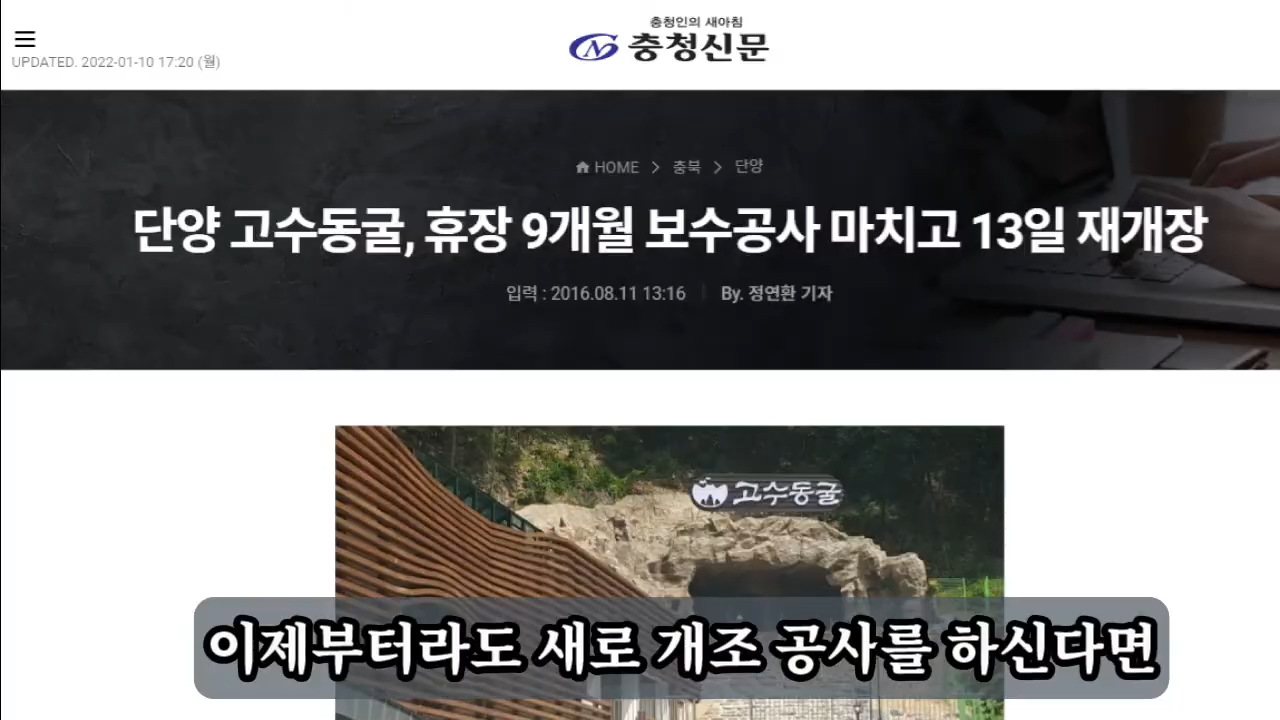 충청인의 새아침
충청신문
UPDATED. 2022-01-10 17:20 (월)
HOME > 충북 > 단양
단양 고수동굴, 휴장 9개월 보수공사 마치고 13일 재개장
입력 : 2016.08.11 13:16 | By. 정연환 기자
고수동굴
이제부터라도 새로 개조 공사를 하신다면